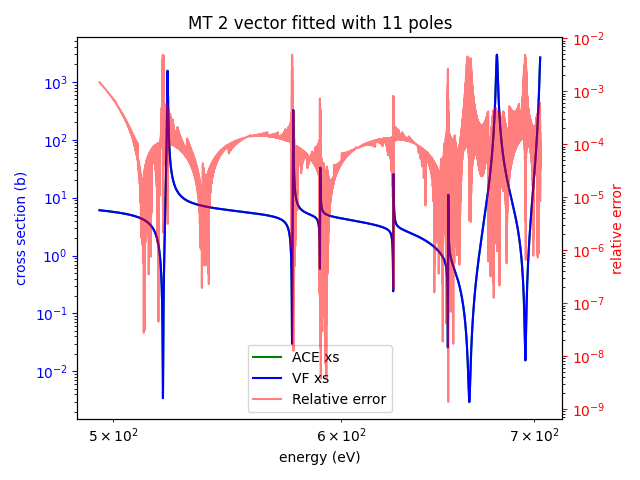 MT 2 vector fitted with 11 poles
cross section (b)
10³
10²
10¹
10⁰
10⁻¹
10⁻²
10⁻²
10⁻³
10⁻⁴
10⁻⁵
10⁻⁶
10⁻⁷
10⁻⁸
10⁻⁹
relative error
ACE xs
VF xs
Relative error
5 × 10²
6 × 10²
7 × 10²
energy (eV)